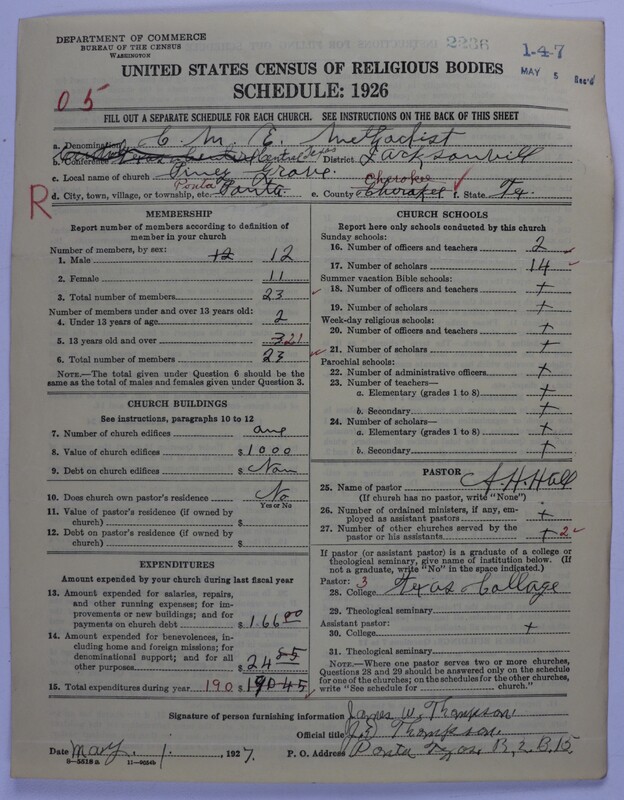 DEPARTMENT OF COMMERCE
BUREAU OF THE CENSUS
WASHINGTON
2236
1-4-7
MAY 5
UNITED STATES CENSUS OF RELIGIOUS BODIES
SCHEDULE: 1926
05
FILL OUT A SEPARATE SCHEDULE FOR EACH CHURCH. SEE INSTRUCTIONS ON THE BACK OF THIS SHEET
a. Denomination C. M. E. Methodist
b. Conference Central Texas District Jacksonvill
c. Local name of church Piney Grove
R d. City, town, village, or township, etc. Ponta Ponta e. County Cherokee Cherokee f. State Tx.
MEMBERSHIP
Report number of members according to definition of member in your church
Number of members, by sex:
1. Male 12 12
2. Female 11
3. Total number of members 23
Number of members under and over 13 years old:
4. Under 13 years of age 2
5. 13 years old and over 21
6. Total number of members 23
NOTE.—The total given under Question 6 should be the
same as the total of males and females given under Question 3.
CHURCH BUILDINGS
See instructions, paragraphs 10 to 12
7. Number of church edifices one
8. Value of church edifices $ 1000
9. Debt on church edifices $ Non
10. Does church own pastor's residence No
Yes or No
11. Value of pastor's residence (if owned by
church) $
12. Debt on pastor's residence (if owned by
church) $
EXPENDITURES
Amount expended by your church during last fiscal year
13. Amount expended for salaries, repairs,
and other running expenses; for im-
provements or new buildings; and for
payments on church debt $ 166 00
14. Amount expended for benevolences,
including home and foreign missions; for
denominational support; and for all
other purposes $ 24 85
15. Total expenditures during year 190 $ 190 45
CHURCH SCHOOLS
Report here only schools conducted by this church
Sunday schools:
16. Number of officers and teachers 2
17. Number of scholars 14
Summer vacation Bible schools:
18. Number of officers and teachers +
19. Number of scholars +
Week-day religious schools:
20. Number of officers and teachers +
21. Number of scholars +
Parochial schools:
22. Number of administrative officers +
23. Number of teachers—
a. Elementary (grades 1 to 8) +
b. Secondary +
24. Number of scholars—
a. Elementary (grades 1 to 8) +
b. Secondary +
PASTOR
25. Name of pastor A. H. Hall
(If church has no pastor, write "None")
26. Number of ordained ministers, if any, em-
ployed as assistant pastors +
27. Number of other churches served by the
pastor or his assistants + 2
If pastor (or assistant pastor) is a graduate of a college or
theological seminary, give name of institution below. (If
not a graduate, write "No" in the space indicated.)
Pastor: 3
28. College Texas Collage
29. Theological seminary
Assistant pastor:
30. College +
31. Theological seminary
NOTE.—Where one pastor serves two or more churches,
Questions 28 and 29 should be answered only on the schedule
for one of the churches; on the schedules for the other churches,
write "See schedule for church."
Signature of person furnishing information James W. Thompson
Official title Thompson
Date May 1, 1927. P. O. Address Ponta Texas, R. 2. B. 15
8-5518 a 11-9024b